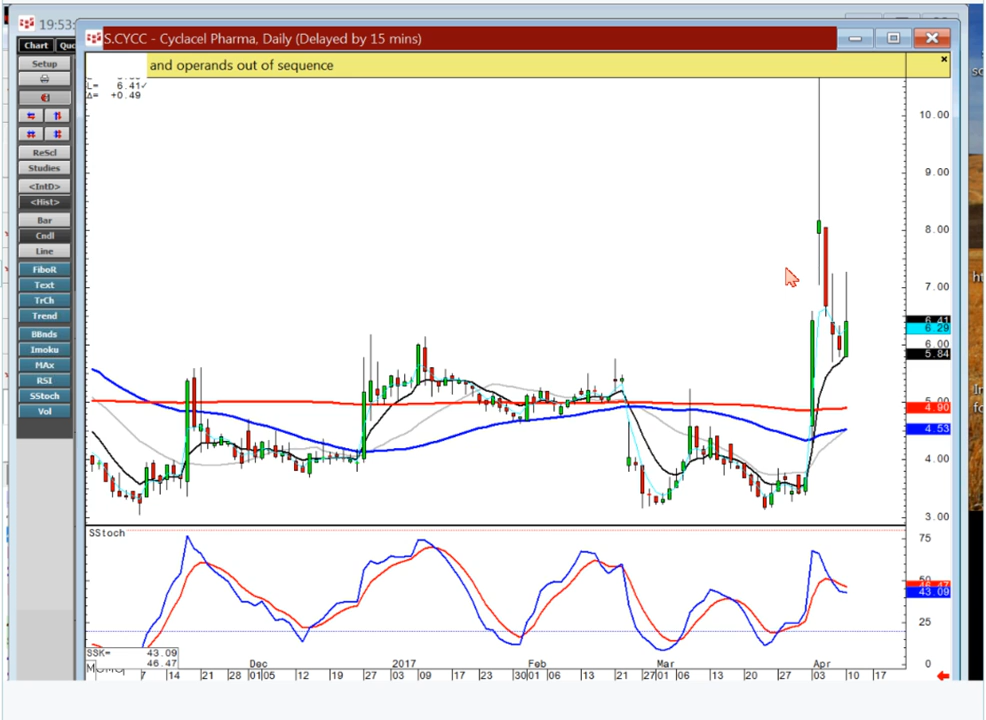 19:53:
S.CYCC - Cyclacel Pharma, Daily (Delayed by 15 mins)
Chart
and operands out of sequence
L= 6.41✓
Δ= +0.49
Setup
ReScl
Studies
<IntD>
<Hist>
Bar
Cndl
Line
FiboR
Text
TrCh
Trend
BBnds
Imoku
MAx
RSI
SStoch
Vol
10.00
9.00
8.00
7.00
6.41
6.29
6.00
5.84
5.00
4.90
4.53
4.00
3.00
SStoch
75
50
46.47
43.09
25
0
SSK= 43.09
46.47
Dec 2017 Feb Mar Apr
7 14 21 28 01 05 12 19 27 03 09 17 23 01 06 13 21 27 01 06 13 20 27 03 10 17